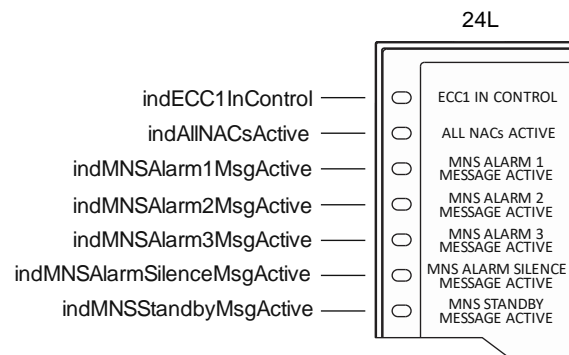 24L
indECC1InControl
ECC1 IN CONTROL
indAllNACsActive
ALL NACs ACTIVE
indMNSAlarm1MsgActive
MNS ALARM 1
MESSAGE ACTIVE
indMNSAlarm2MsgActive
MNS ALARM 2
MESSAGE ACTIVE
indMNSAlarm3MsgActive
MNS ALARM 3
MESSAGE ACTIVE
indMNSAlarmSilenceMsgActive
MNS ALARM SILENCE
MESSAGE ACTIVE
indMNSStandbyMsgActive
MNS STANDBY
MESSAGE ACTIVE